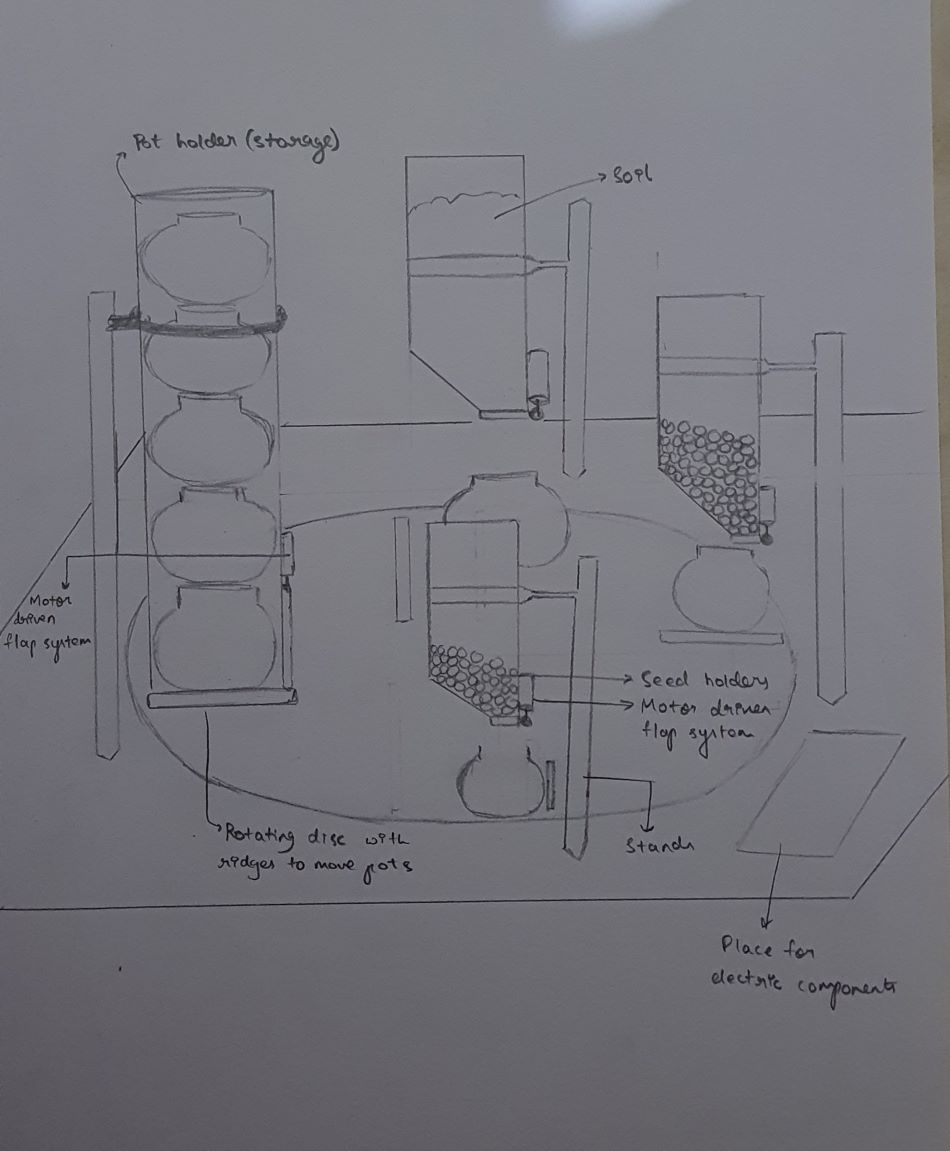 Pot holder (storage)
Soil
Motor
driven
flap system
Seed holders
Motor driven
flap system
Stands
Rotating disc with
ridges to move pots
Place for
electric components